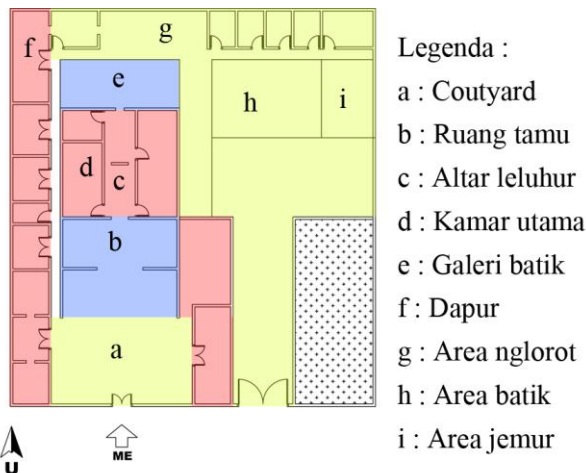 g
f
e
h
i
d
c
b
a
U
ME
Legenda :
a : Coutyard
b : Ruang tamu
c : Altar leluhur
d : Kamar utama
e : Galeri batik
f : Dapur
g : Area nglorot
h : Area batik
i : Area jemur